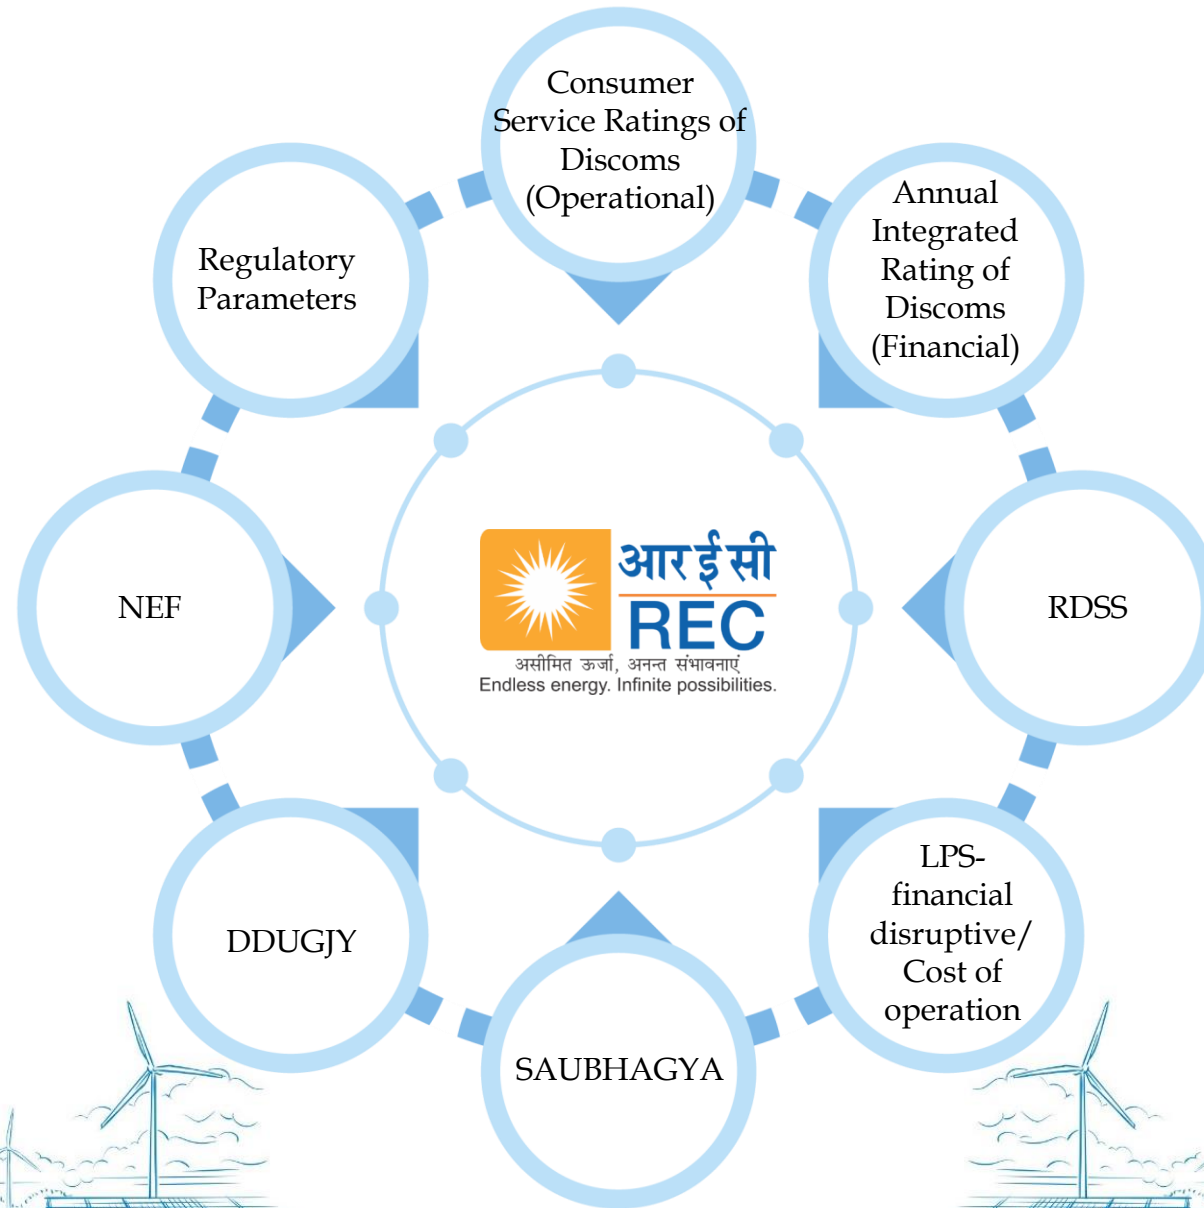 Consumer
Service Ratings of
Discoms
(Operational)
Annual
Integrated
Rating of
Discoms
(Financial)
Regulatory
Parameters
NEF
आर ई सी
REC
असीमित ऊर्जा, अनन्त संभावनाएं
Endless energy. Infinite possibilities.
RDSS
LPS-
financial
disruptive/
Cost of
operation
DDUGJY
SAUBHAGYA